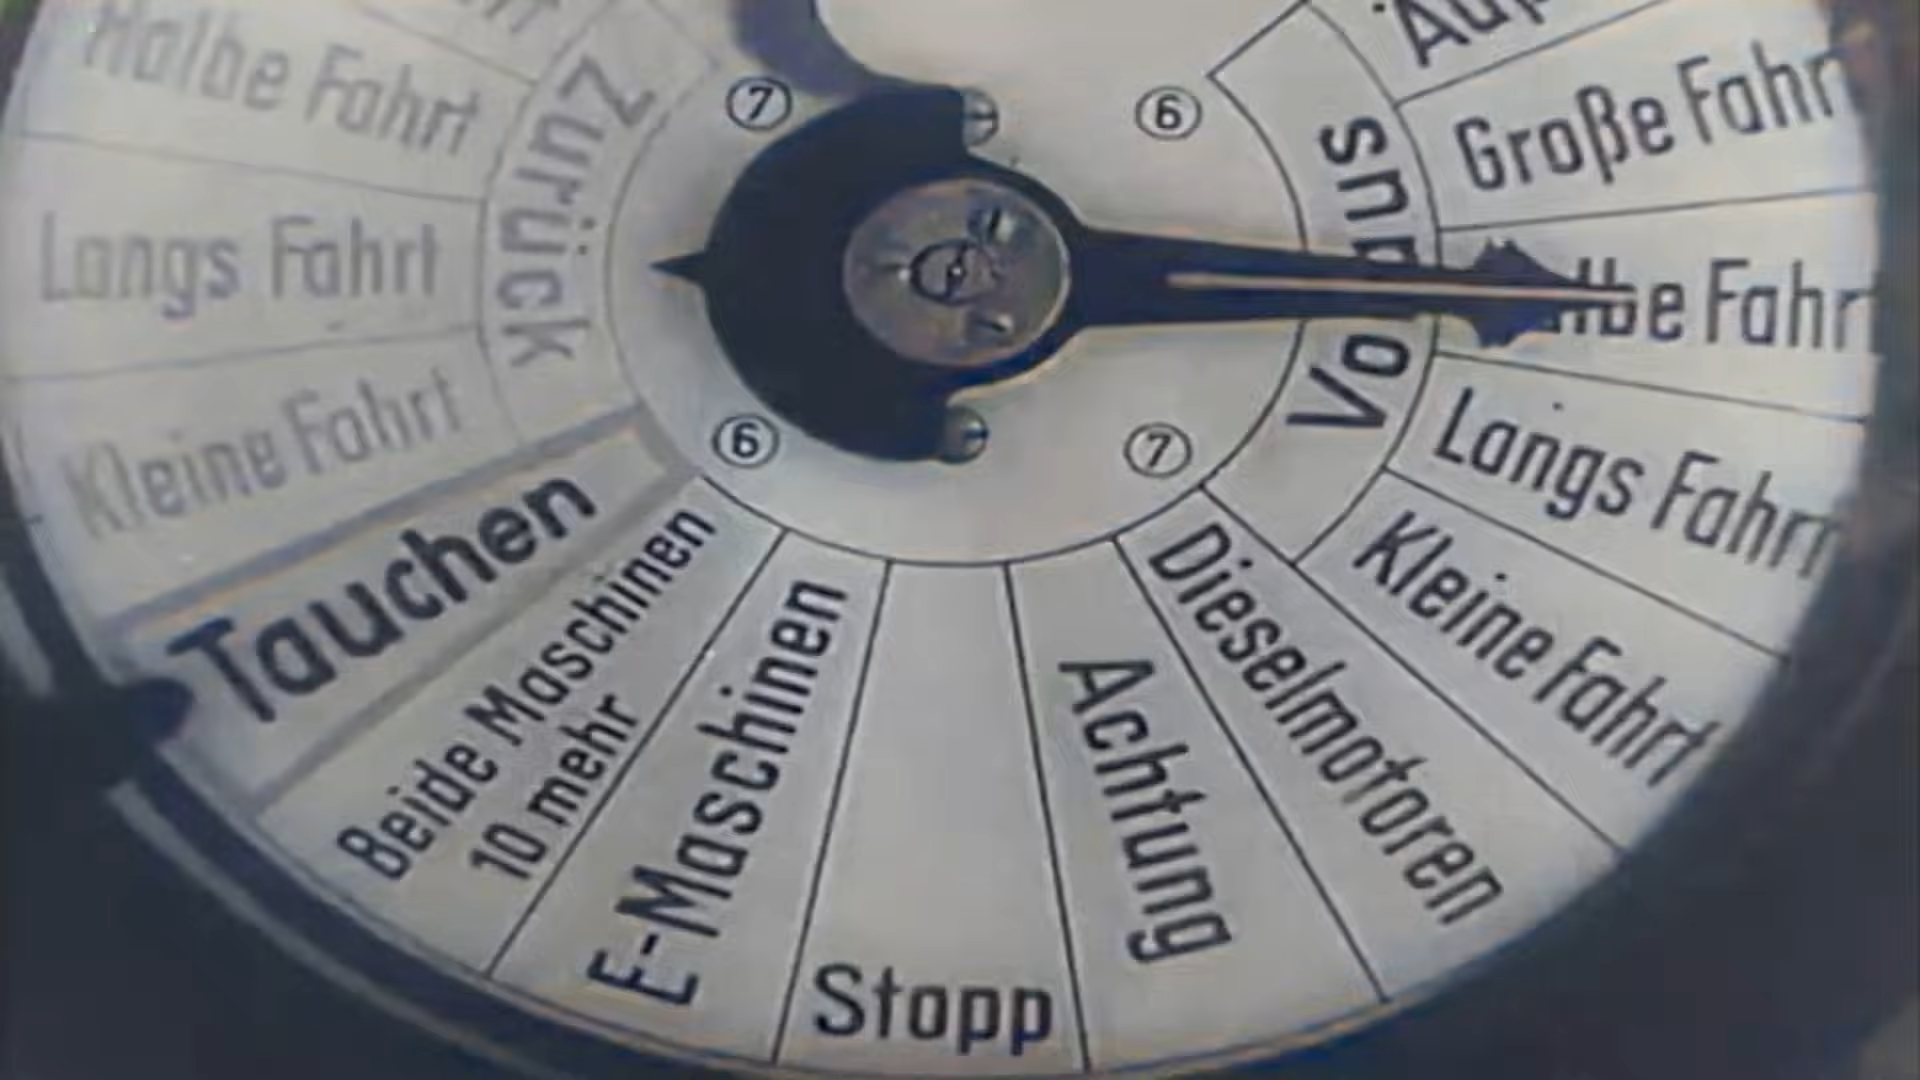 Halbe Fahrt
Langs Fahrt
Kleine Fahrt
Zurück
Tauchen
Beide Maschinen
10 mehr
E-Maschinen
Stopp
Achtung
Dieselmotoren
Kleine Fahrt
Langs Fahrt
Große Fahr
7
6
6
7